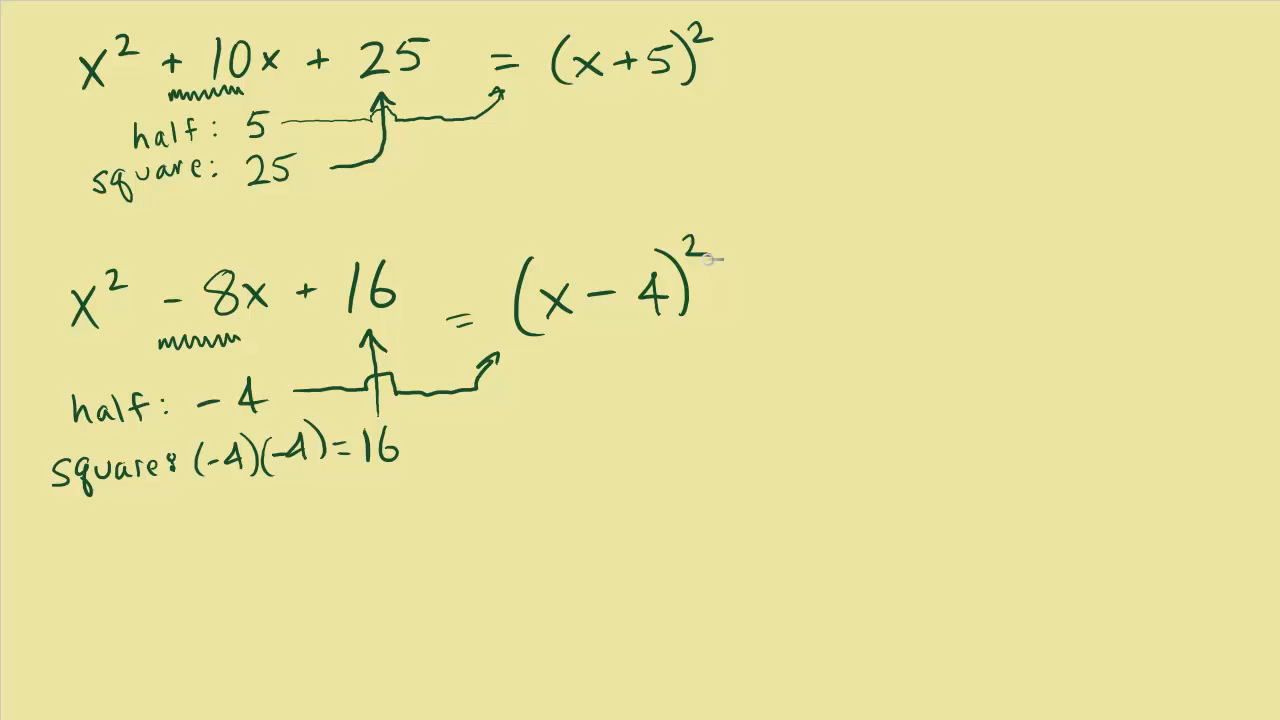 x² + 10x + 25 = (x + 5)²
half: 5
square: 25
x² - 8x + 16 = (x - 4)²
half: -4
square: (-4)(-4) = 16